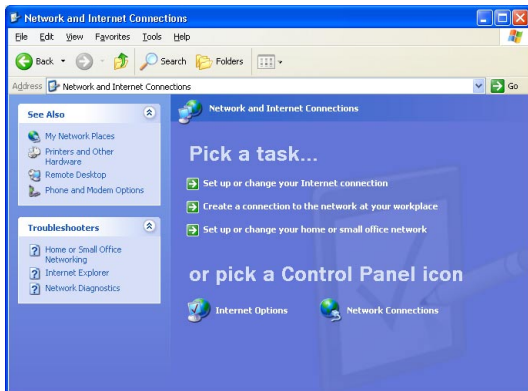 Network and Internet Connections
File Edit View Favorites Tools Help
Back Search Folders
Address Network and Internet Connections Go
See Also
My Network Places
Printers and Other
Hardware
Remote Desktop
Phone and Modem Options
Troubleshooters
Home or Small Office
Networking
Internet Explorer
Network Diagnostics
Network and Internet Connections
Pick a task...
Set up or change your Internet connection
Create a connection to the network at your workplace
Set up or change your home or small office network
or pick a Control Panel icon
Internet Options Network Connections